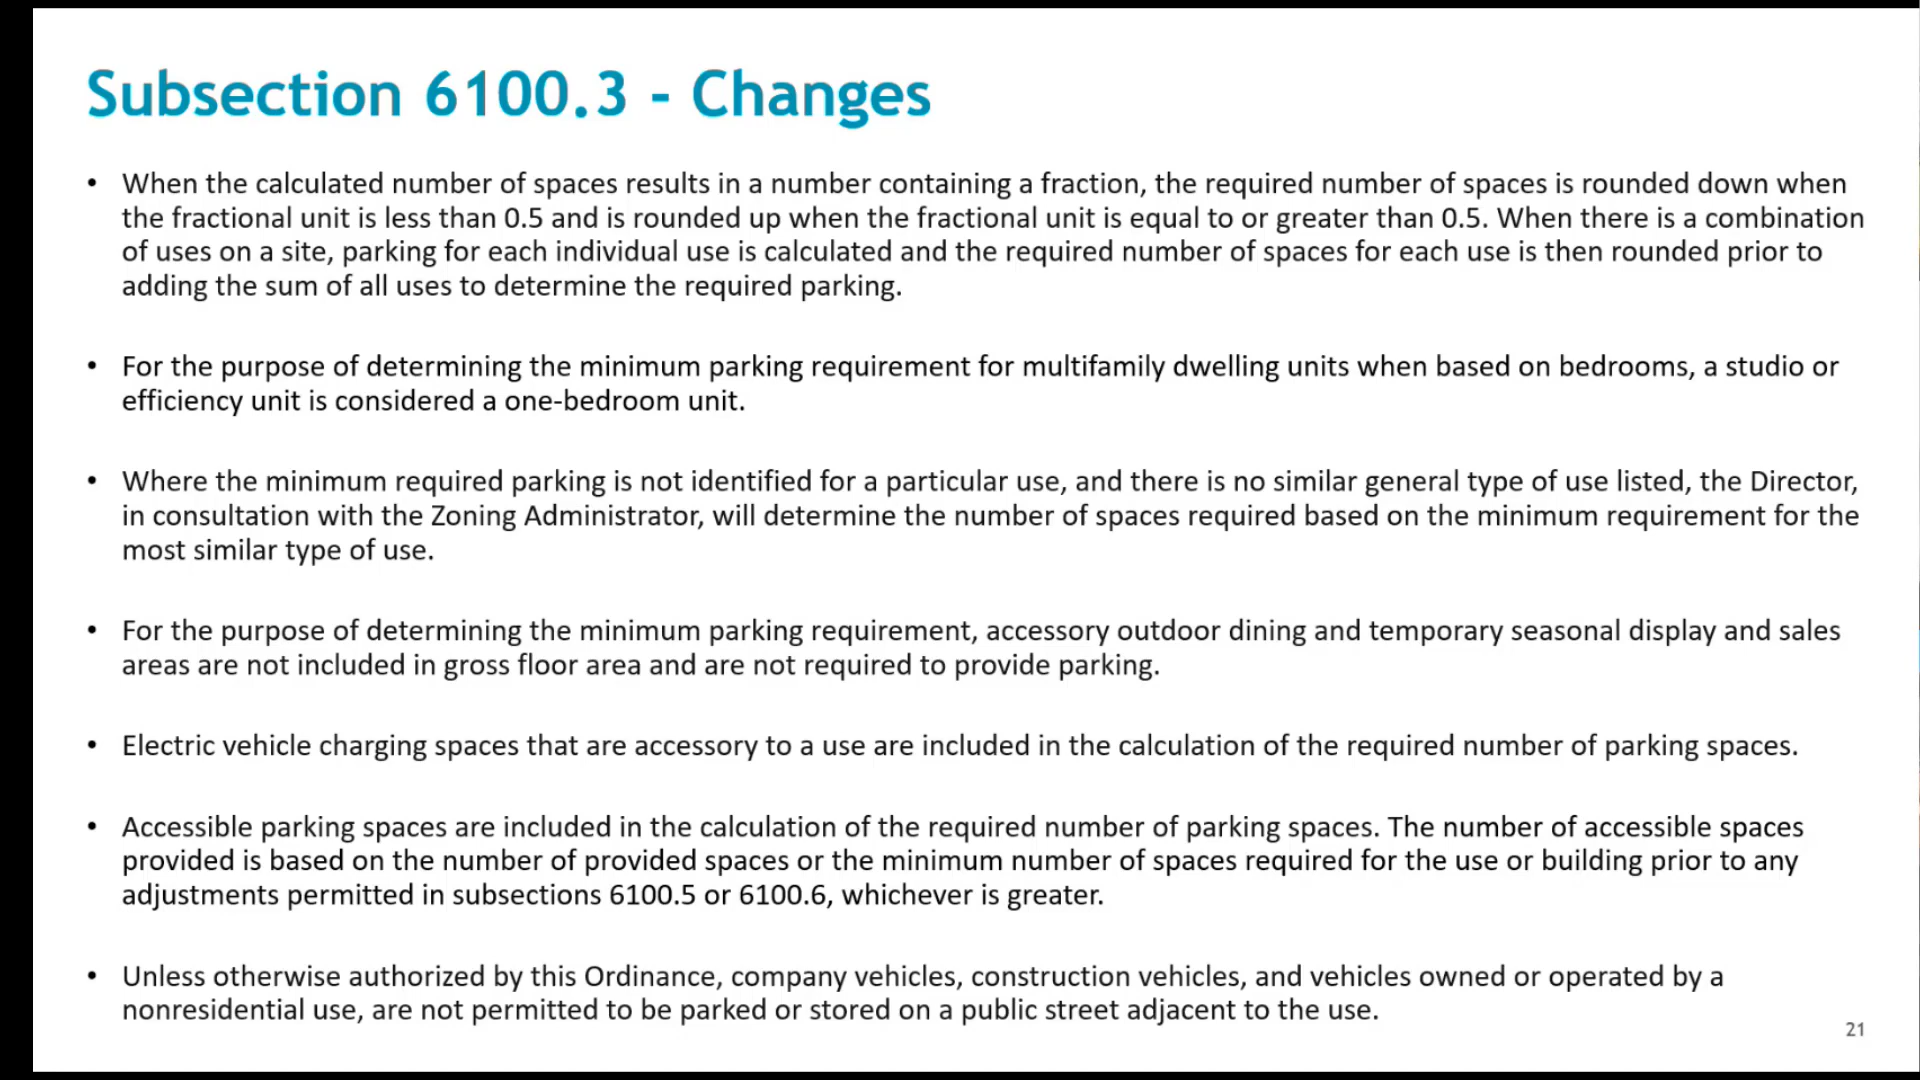 Subsection 6100.3 - Changes
• When the calculated number of spaces results in a number containing a fraction, the required number of spaces is rounded down when
the fractional unit is less than 0.5 and is rounded up when the fractional unit is equal to or greater than 0.5. When there is a combination
of uses on a site, parking for each individual use is calculated and the required number of spaces for each use is then rounded prior to
adding the sum of all uses to determine the required parking.
• For the purpose of determining the minimum parking requirement for multifamily dwelling units when based on bedrooms, a studio or
efficiency unit is considered a one-bedroom unit.
• Where the minimum required parking is not identified for a particular use, and there is no similar general type of use listed, the Director,
in consultation with the Zoning Administrator, will determine the number of spaces required based on the minimum requirement for the
most similar type of use.
• For the purpose of determining the minimum parking requirement, accessory outdoor dining and temporary seasonal display and sales
areas are not included in gross floor area and are not required to provide parking.
• Electric vehicle charging spaces that are accessory to a use are included in the calculation of the required number of parking spaces.
• Accessible parking spaces are included in the calculation of the required number of parking spaces. The number of accessible spaces
provided is based on the number of provided spaces or the minimum number of spaces required for the use or building prior to any
adjustments permitted in subsections 6100.5 or 6100.6, whichever is greater.
• Unless otherwise authorized by this Ordinance, company vehicles, construction vehicles, and vehicles owned or operated by a
nonresidential use, are not permitted to be parked or stored on a public street adjacent to the use.
21